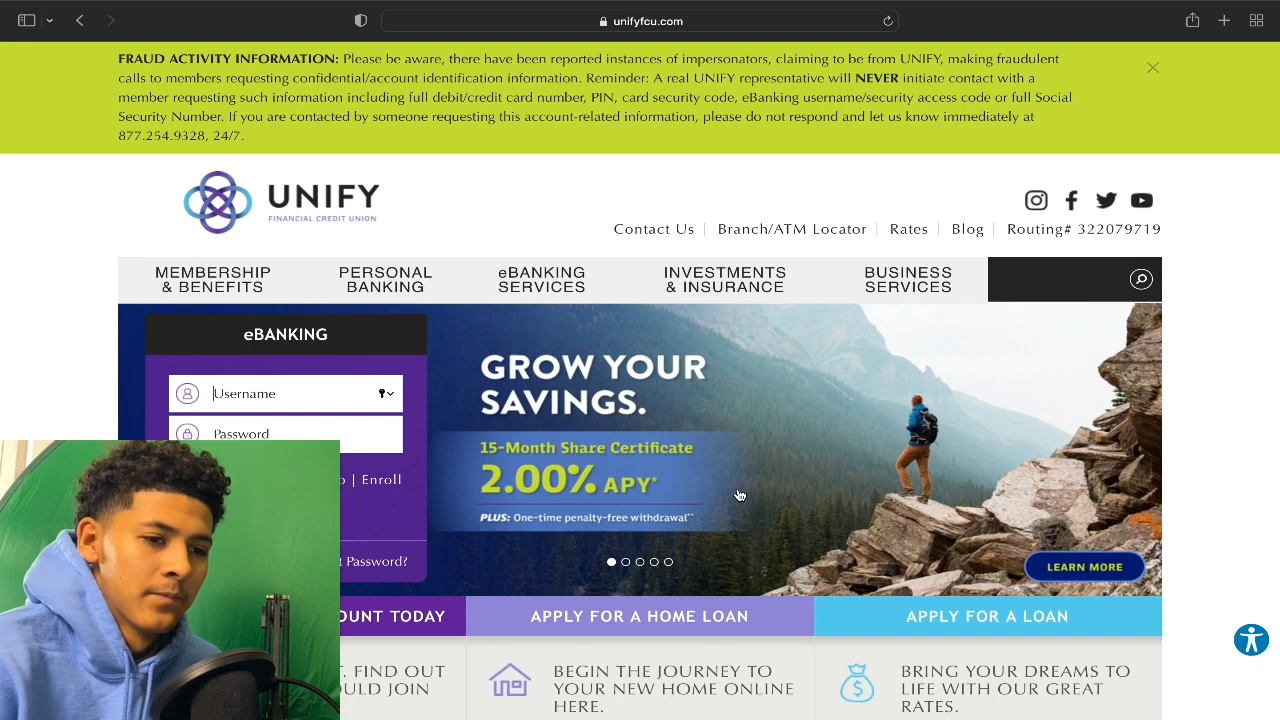 unifyfcu.com
FRAUD ACTIVITY INFORMATION: Please be aware, there have been reported instances of impersonators, claiming to be from UNIFY, making fraudulent
calls to members requesting confidential/account identification information. Reminder: A real UNIFY representative will NEVER initiate contact with a
member requesting such information including full debit/credit card number, PIN, card security code, eBanking username/security access code or full Social
Security Number. If you are contacted by someone requesting this account-related information, please do not respond and let us know immediately at
877.254.9328, 24/7.
UNIFY
FINANCIAL CREDIT UNION
Contact Us
Branch/ATM Locator
Rates
Blog
Routing# 322079719
MEMBERSHIP
& BENEFITS
PERSONAL
BANKING
eBANKING
SERVICES
INVESTMENTS
& INSURANCE
BUSINESS
SERVICES
eBANKING
Username
Password
| Enroll
Password?
GROW YOUR
SAVINGS.
15-Month Share Certificate
2.00% APY*
PLUS: One-time penalty-free withdrawal**
LEARN MORE
OUNT TODAY
APPLY FOR A HOME LOAN
APPLY FOR A LOAN
. FIND OUT
OULD JOIN
BEGIN THE JOURNEY TO
YOUR NEW HOME ONLINE
HERE.
BRING YOUR DREAMS TO
LIFE WITH OUR GREAT
RATES.